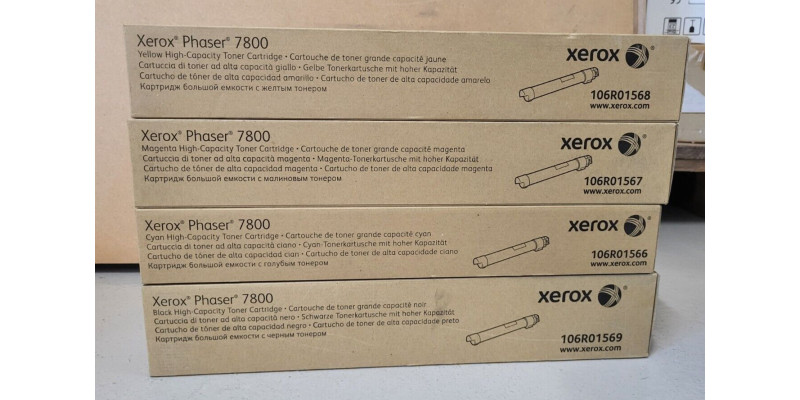 Xerox® Phaser® 7800
Yellow High-Capacity Toner Cartridge • Cartouche de toner grande capacité jaune
Cartuccia di toner ad alta capacità giallo • Gelbe Tonerkartusche mit hoher Kapazität
Cartucho de tóner de alta capacidad amarillo • Cartucho de toner de alta capacidade amarelo
Картридж большой емкости с желтым тонером
xerox
106R01568
www.xerox.com
Xerox® Phaser® 7800
Magenta High-Capacity Toner Cartridge • Cartouche de toner grande capacité magenta
Cartuccia di toner ad alta capacità magenta • Magenta-Tonerkartusche mit hoher Kapazität
Cartucho de tóner de alta capacidad magenta • Cartucho de toner de alta capacidade magenta
Картридж большой емкости с малиновым тонером
xerox
106R01567
www.xerox.com
Xerox® Phaser® 7800
Cyan High-Capacity Toner Cartridge • Cartouche de toner grande capacité cyan
Cartuccia di toner ad alta capacità ciano • Cyan-Tonerkartusche mit hoher Kapazität
Cartucho de tóner de alta capacidad cian • Cartucho de toner de alta capacidade ciano
Картридж большой емкости с голубым тонером
xerox
106R01566
www.xerox.com
Xerox® Phaser® 7800
Black High-Capacity Toner Cartridge • Cartouche de toner grande capacité noir
Cartuccia di toner ad alta capacità nero • Schwarze Tonerkartusche mit hoher Kapazität
Cartucho de tóner de alta capacidad negro • Cartucho de toner de alta capacidade preto
Картридж большой емкости с черным тонером
xerox
106R01569
www.xerox.com